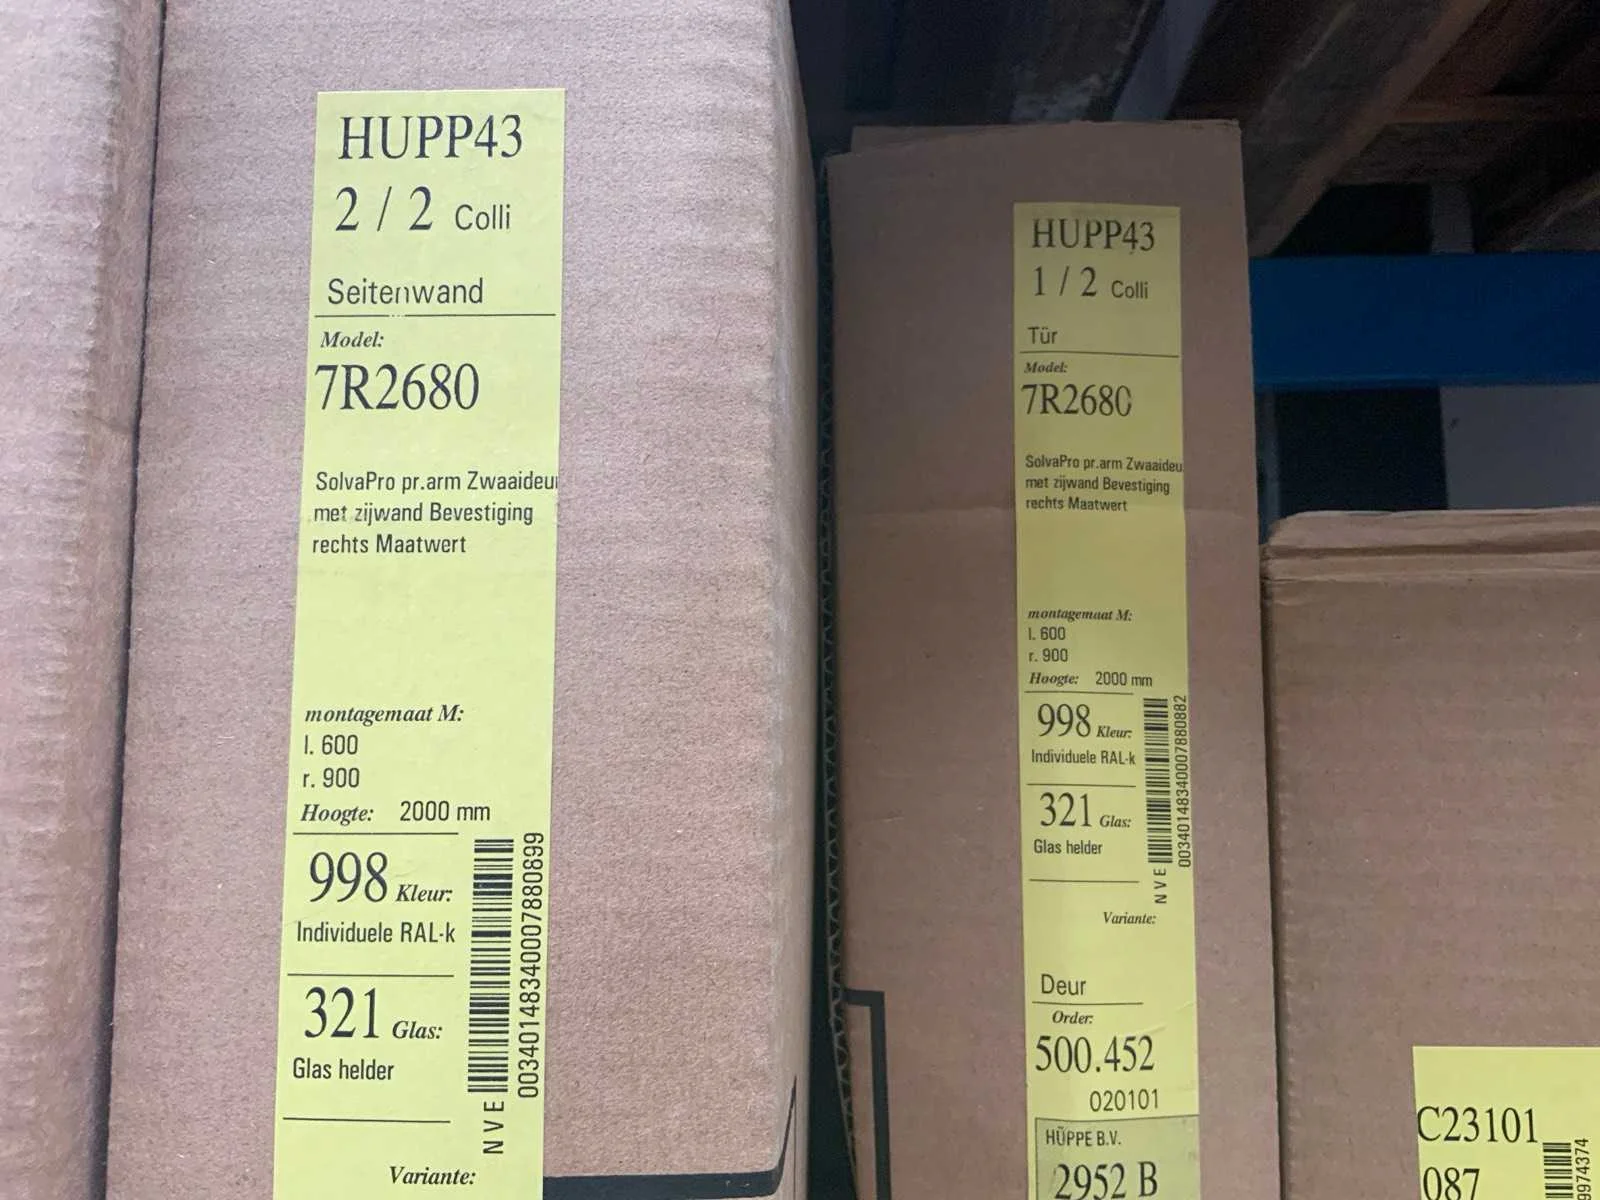 HUPP43
2 / 2 Colli
Seitenwand
Model:
7R2680
SolvaPro pr.arm Zwaaideu
met zijwand Bevestiging
rechts Maatwert
montagemaat M:
l. 600
r. 900
Hoogte: 2000 mm
998 Kleur:
Individuele RAL-k
321 Glas:
Glas helder
NVE
00340148340007880899
Variante:
HUPP43
1 / 2 Colli
Tür
Model:
7R2680
SolvaPro pr.arm Zwaaideu
met zijwand Bevestiging
rechts Maatwert
montagemaat M:
l. 600
r. 900
Hoogte: 2000 mm
998 Kleur:
Individuele RAL-k
321 Glas:
Glas helder
NVE
00340148340007880882
Variante:
Deur
Order:
500.452
020101
HÜPPE B.V.
2952 B
C23101
087
9974374